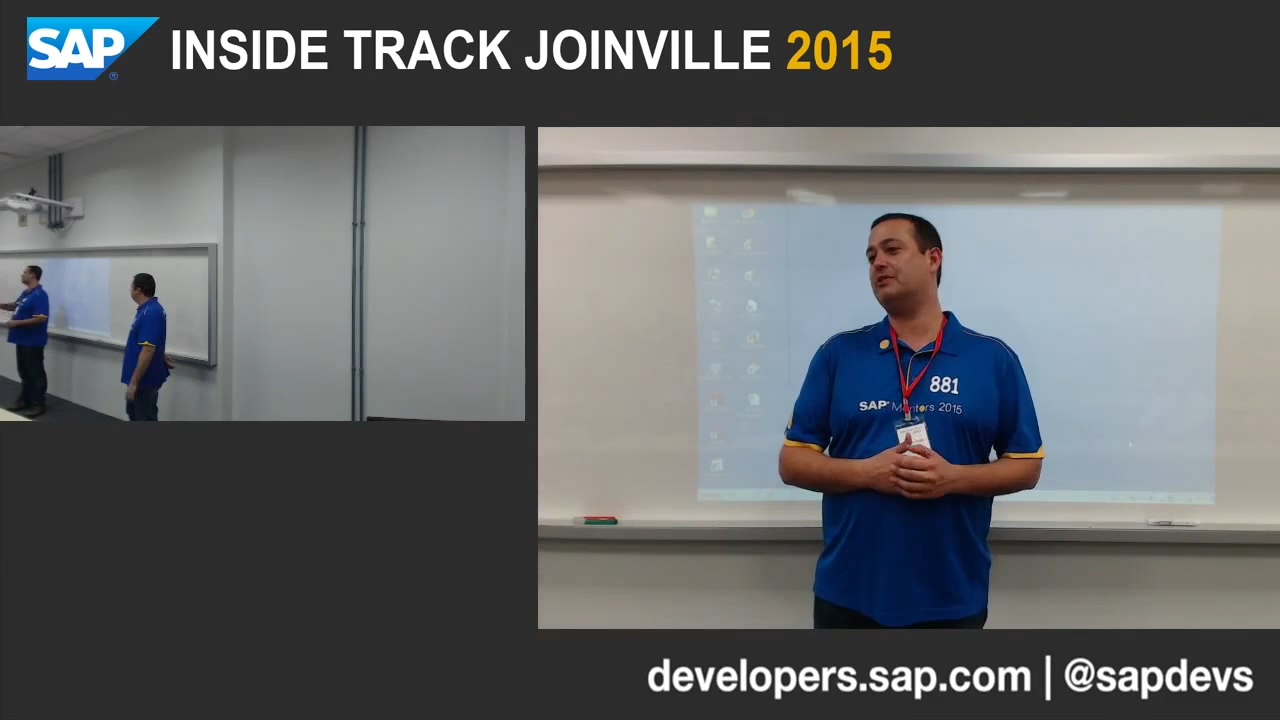 SAP INSIDE TRACK JOINVILLE 2015
881
SAP Mentors 2015
developers.sap.com | @sapdevs